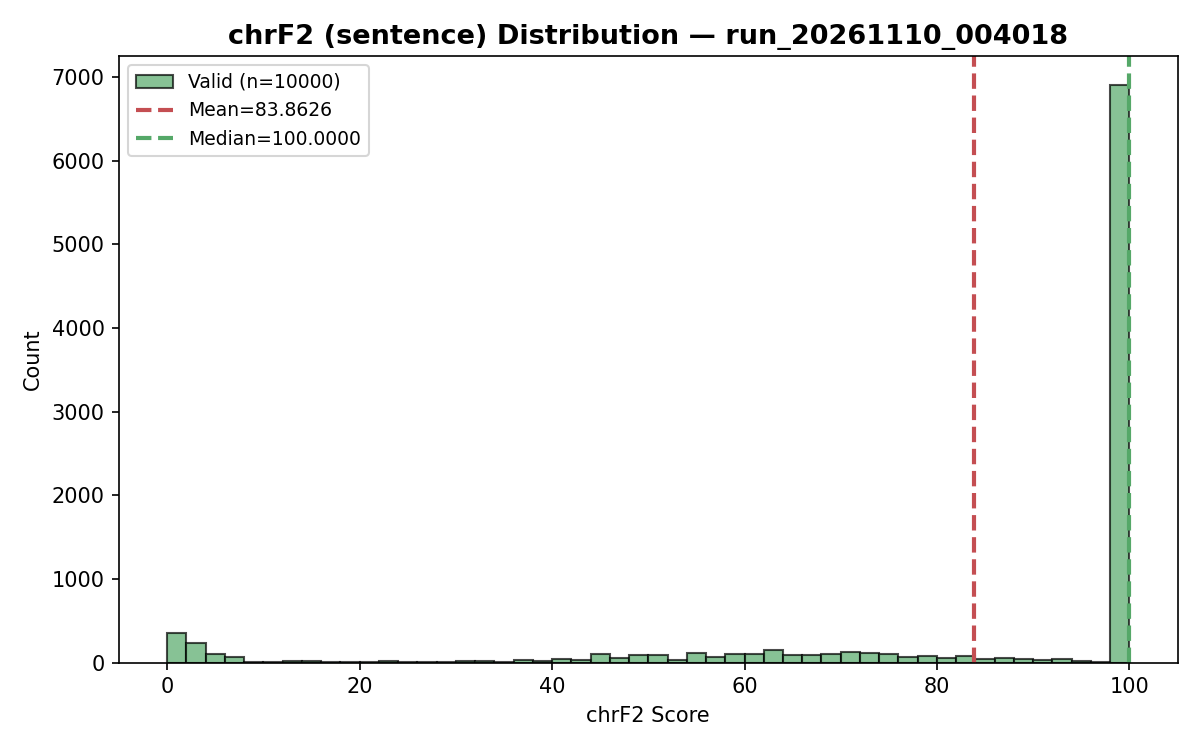 chrF2 (sentence) Distribution — run_20261110_004018
Valid (n=10000)
Mean=83.8626
Median=100.0000
Count
7000
6000
5000
4000
3000
2000
1000
0
0 20 40 60 80 100
chrF2 Score